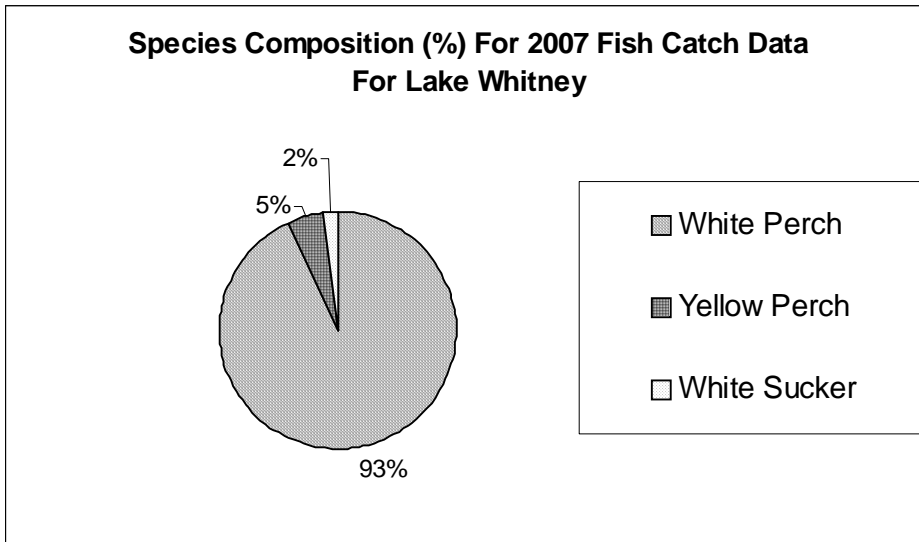 Species Composition (%) For 2007 Fish Catch Data
For Lake Whitney
2%
5%
93%
White Perch
Yellow Perch
White Sucker